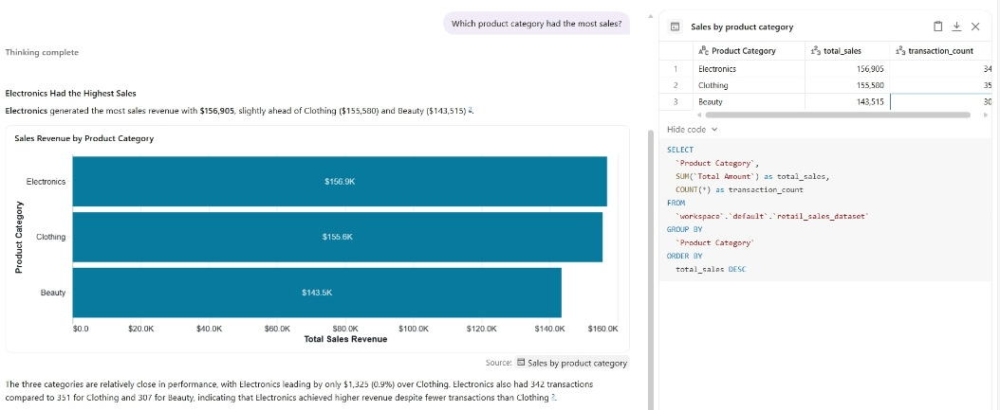 Which product category had the most sales?
Thinking complete
Electronics Had the Highest Sales
Electronics generated the most sales revenue with $156,905, slightly ahead of Clothing ($155,580) and Beauty ($143,515)
Sales Revenue by Product Category
Product Category
Electronics $156.9K
Clothing $155.6K
Beauty $143.5K
$0.0 $20.0K $40.0K $60.0K $80.0K $100.0K $120.0K $140.0K $160.0K
Total Sales Revenue
Source: Sales by product category
The three categories are relatively close in performance, with Electronics leading by only $1,325 (0.9%) over Clothing. Electronics also had 342 transactions
compared to 351 for Clothing and 307 for Beauty, indicating that Electronics achieved higher revenue despite fewer transactions than Clothing
Sales by product category
Product Category total_sales transaction_count
1 Electronics 156,905 34
2 Clothing 155,580 35
3 Beauty 143,515 30
Hide code
SELECT
`Product Category`,
SUM(`Total Amount`) as total_sales,
COUNT(*) as transaction_count
FROM
`workspace`.`default`.`retail_sales_dataset`
GROUP BY
`Product Category`
ORDER BY
total_sales DESC